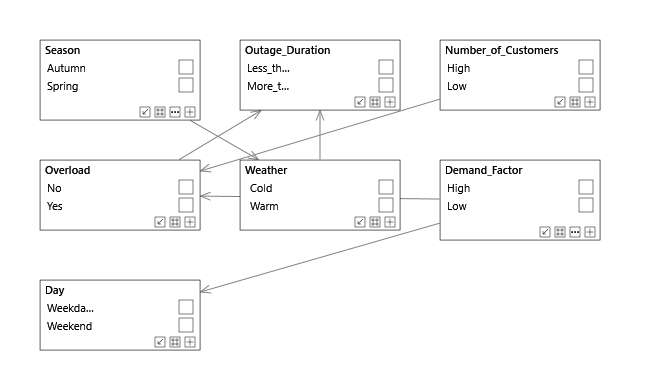 Season
Autumn
Spring
Outage_Duration
Less_th...
More_t...
Number_of_Customers
High
Low
Overload
No
Yes
Weather
Cold
Warm
Demand_Factor
High
Low
Day
Weekda...
Weekend